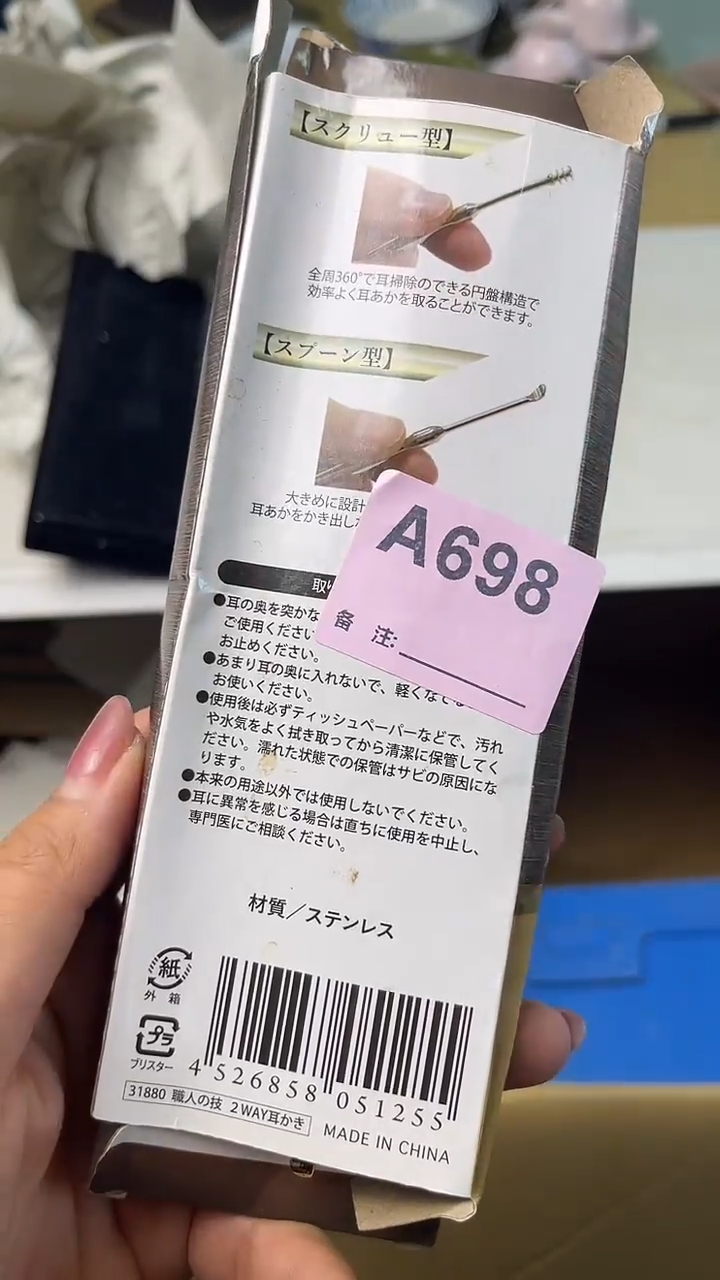 【スクリュー型】
全周360°で耳掃除のできる円盤構造で
効率よく耳あかを取ることができます。
【スプーン型】
大きめに設計
耳あかをかき出し
A698
备 注:
取
●耳の奥を突かな
ご使用ください
お止めください。
●あまり耳の奥に入れないで、軽くなでる
お使いください。
●使用後は必ずティッシュペーパーなどで、汚れ
や水気をよく拭き取ってから清潔に保管してく
ださい。濡れた状態での保管はサビの原因にな
ります。
●本来の用途以外では使用しないでください。
●耳に異常を感じる場合は直ちに使用を中止し、
専門医にご相談ください。
材質／ステンレス
紙
外 箱
プラ
ブリスター
4 526858 051255
31880 職人の技 2WAY耳かき
MADE IN CHINA